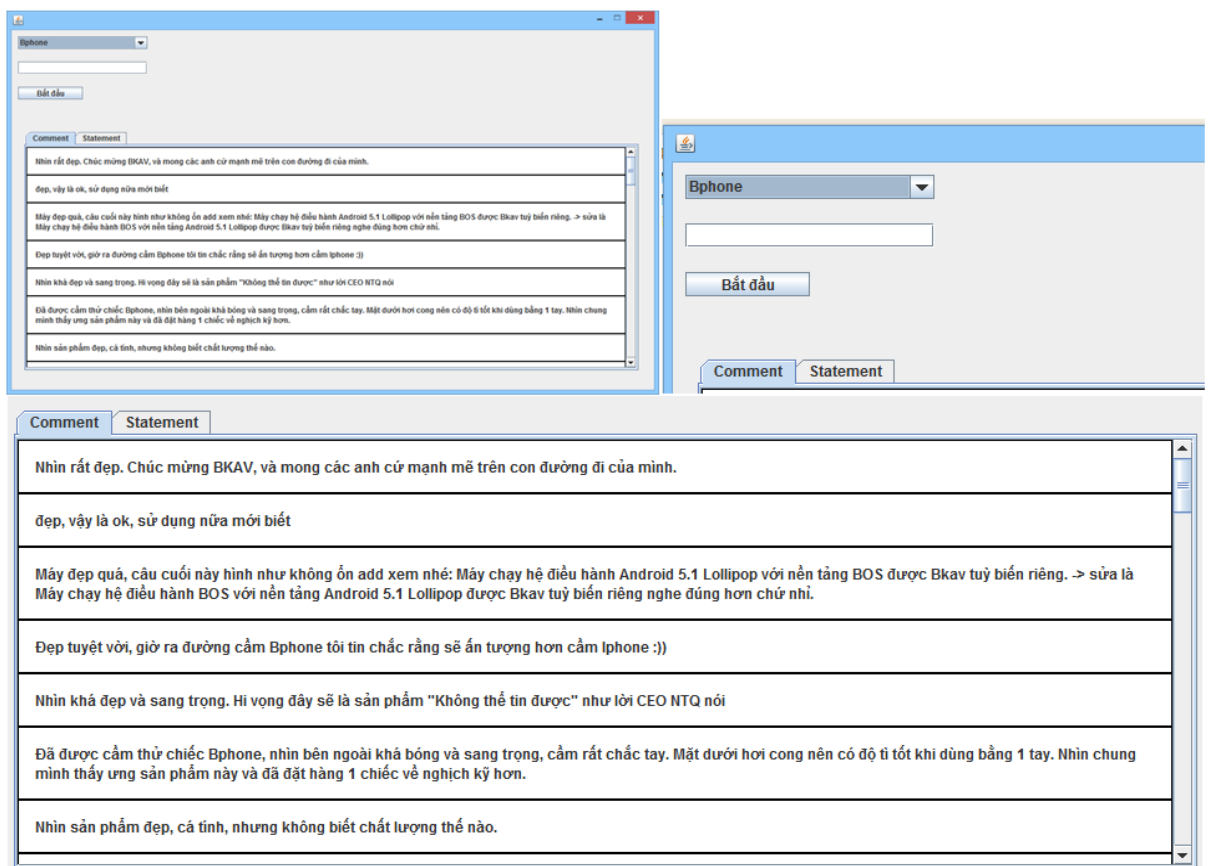 Bphone
Bắt đầu
Comment Statement
Nhìn rất đẹp. Chúc mừng BKAV, và mong các anh cứ mạnh mẽ trên con đường đi của mình.
đẹp, vậy là ok, sử dụng nữa mới biết
Máy đẹp quá, câu cuối này hình như không ổn add xem nhé: Máy chạy hệ điều hành Android 5.1 Lollipop với nền tảng BOS được Bkav tuỳ biến riêng. -> sửa là
Máy chạy hệ điều hành BOS với nền tảng Android 5.1 Lollipop được Bkav tuỳ biến riêng nghe đúng hơn chứ nhỉ.
Đẹp tuyệt vời, giờ ra đường cầm Bphone tôi tin chắc rằng sẽ ấn tượng hơn cầm Iphone :))
Nhìn khá đẹp và sang trọng. Hi vọng đây sẽ là sản phẩm "Không thể tin được" như lời CEO NTQ nói
Đã được cầm thử chiếc Bphone, nhìn bên ngoài khá bóng và sang trọng, cầm rất chắc tay. Mặt dưới hơi cong nên có độ tì tốt khi dùng bằng 1 tay. Nhìn chung
mình thấy ưng sản phẩm này và đã đặt hàng 1 chiếc về nghịch kỹ hơn.
Nhìn sản phẩm đẹp, cá tính, nhưng không biết chất lượng thế nào.
Bphone
Bắt đầu
Comment Statement
Comment Statement
Nhìn rất đẹp. Chúc mừng BKAV, và mong các anh cứ mạnh mẽ trên con đường đi của mình.
đẹp, vậy là ok, sử dụng nữa mới biết
Máy đẹp quá, câu cuối này hình như không ổn add xem nhé: Máy chạy hệ điều hành Android 5.1 Lollipop với nền tảng BOS được Bkav tuỳ biến riêng. -> sửa là
Máy chạy hệ điều hành BOS với nền tảng Android 5.1 Lollipop được Bkav tuỳ biến riêng nghe đúng hơn chứ nhỉ.
Đẹp tuyệt vời, giờ ra đường cầm Bphone tôi tin chắc rằng sẽ ấn tượng hơn cầm Iphone :))
Nhìn khá đẹp và sang trọng. Hi vọng đây sẽ là sản phẩm "Không thể tin được" như lời CEO NTQ nói
Đã được cầm thử chiếc Bphone, nhìn bên ngoài khá bóng và sang trọng, cầm rất chắc tay. Mặt dưới hơi cong nên có độ tì tốt khi dùng bằng 1 tay. Nhìn chung
mình thấy ưng sản phẩm này và đã đặt hàng 1 chiếc về nghịch kỹ hơn.
Nhìn sản phẩm đẹp, cá tính, nhưng không biết chất lượng thế nào.